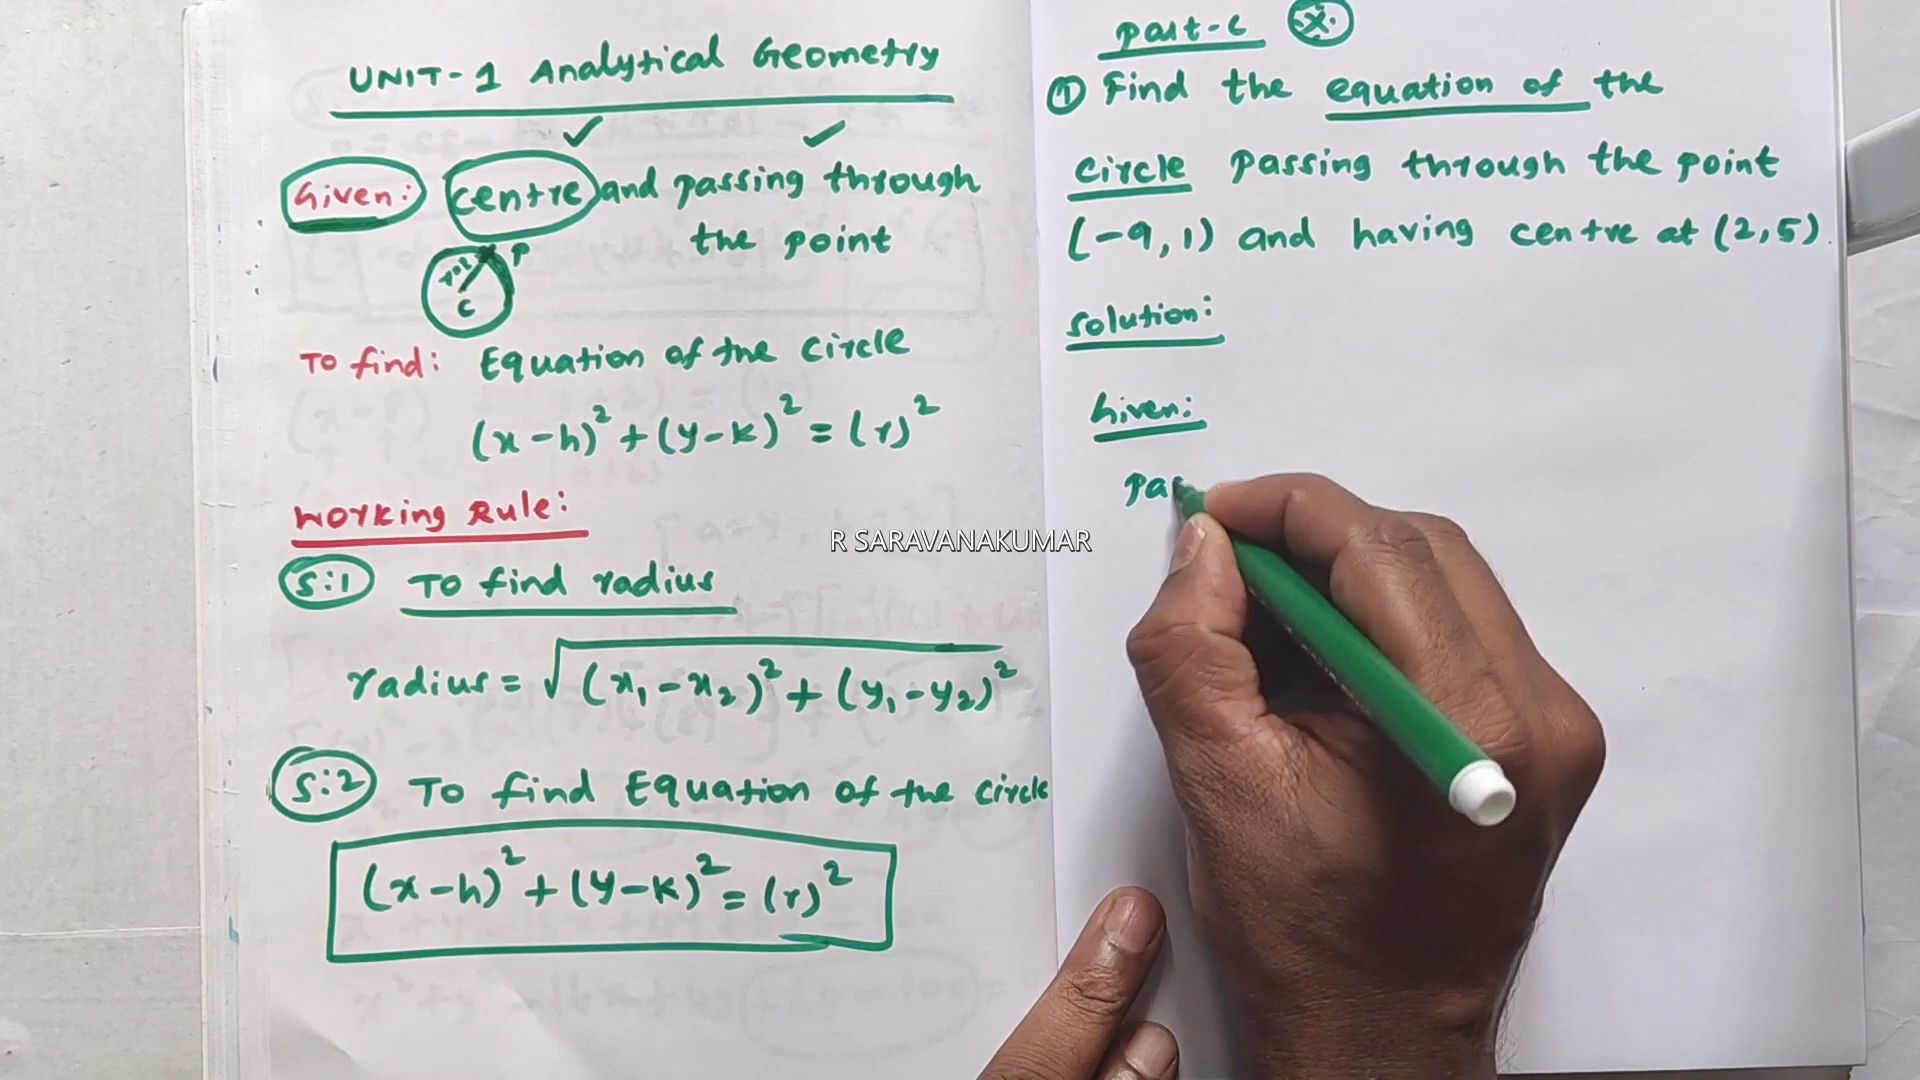 UNIT-1 Analytical Geometry
Given: centre and passing through
the point
P
rad
C
To find: Equation of the circle
(x-h)² + (y-k)² = (r)²
Working Rule:
S:1 To find radius
radius = √(x₁-x₂)² + (y₁-y₂)²
S:2 To find Equation of the circle
(x-h)² + (y-k)² = (r)²
Part-C X.
① Find the equation of the
circle passing through the point
(-9,1) and having centre at (2,5).
Solution:
Given:
Pas
R SARAVANAKUMAR